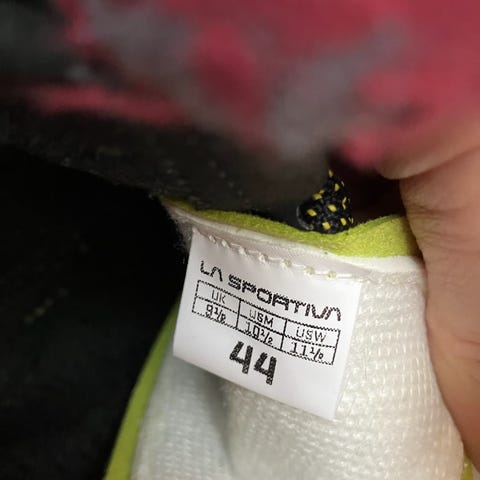 LA SPORTIVA
UK USM USW
9½ 10½ 11½
44